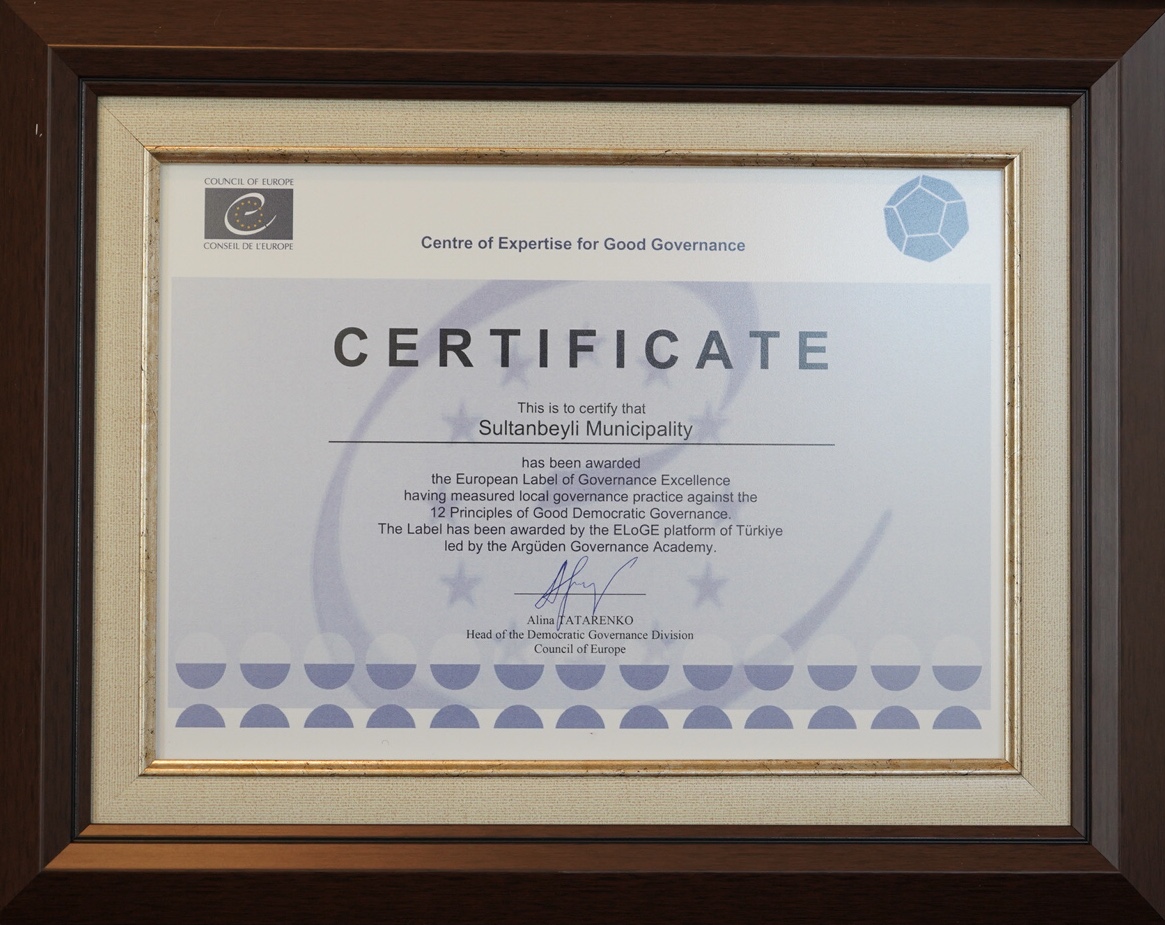 COUNCIL OF EUROPE
CONSEIL DE L'EUROPE
Centre of Expertise for Good Governance
CERTIFICATE
This is to certify that
Sultanbeyli Municipality
has been awarded
the European Label of Governance Excellence
having measured local governance practice against the
12 Principles of Good Democratic Governance.
The Label has been awarded by the ELoGE platform of Türkiye
led by the Argüden Governance Academy.
Alina TATARENKO
Head of the Democratic Governance Division
Council of Europe